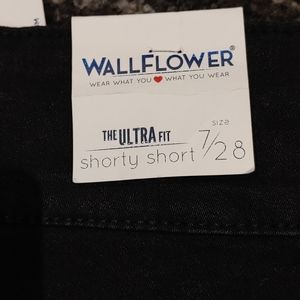 WALLFLOWER®
WEAR WHAT YOU ❤ WHAT YOU WEAR
size
THE ULTRA FIT
7/28
shorty short